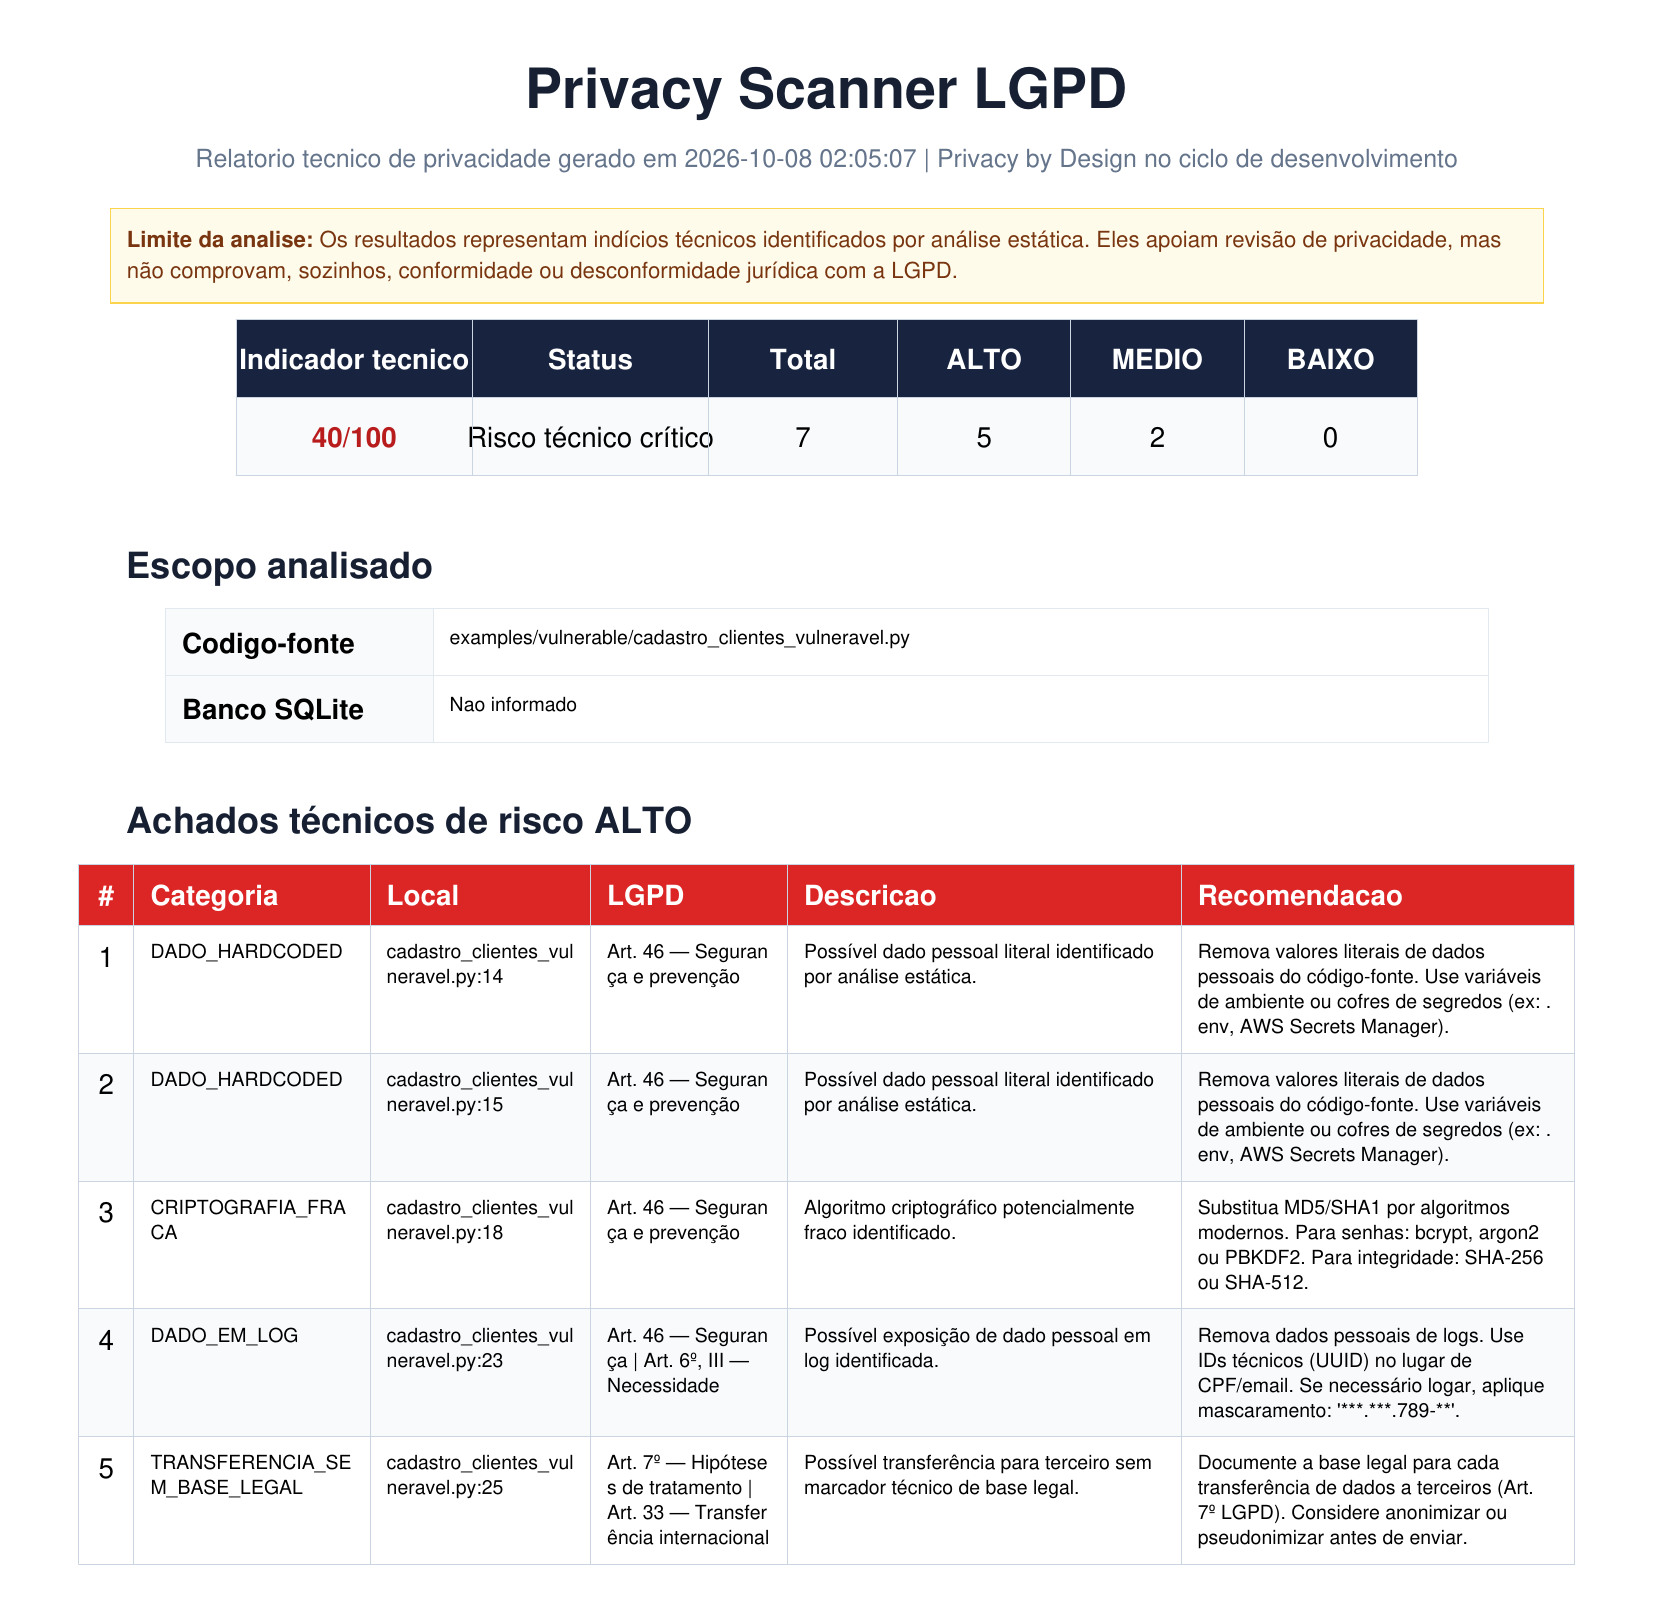 Privacy Scanner LGPD
Relatorio tecnico de privacidade gerado em 2026-10-08 02:05:07 | Privacy by Design no ciclo de desenvolvimento
Limite da analise: Os resultados representam indícios técnicos identificados por análise estática. Eles apoiam revisão de privacidade, mas
não comprovam, sozinhos, conformidade ou desconformidade jurídica com a LGPD.
Indicador tecnico Status Total ALTO MEDIO BAIXO
40/100 Risco técnico crítico 7 5 2 0
Escopo analisado
Codigo-fonte examples/vulnerable/cadastro_clientes_vulneravel.py
Banco SQLite Nao informado
Achados técnicos de risco ALTO
# Categoria Local LGPD Descricao Recomendacao
1 DADO_HARDCODED cadastro_clientes_vul Art. 46 — Seguran Possível dado pessoal literal identificado Remova valores literais de dados
neravel.py:14 ça e prevenção por análise estática. pessoais do código-fonte. Use variáveis
de ambiente ou cofres de segredos (ex: .
env, AWS Secrets Manager).
2 DADO_HARDCODED cadastro_clientes_vul Art. 46 — Seguran Possível dado pessoal literal identificado Remova valores literais de dados
neravel.py:15 ça e prevenção por análise estática. pessoais do código-fonte. Use variáveis
de ambiente ou cofres de segredos (ex: .
env, AWS Secrets Manager).
3 CRIPTOGRAFIA_FRA cadastro_clientes_vul Art. 46 — Seguran Algoritmo criptográfico potencialmente Substitua MD5/SHA1 por algoritmos
CA neravel.py:18 ça e prevenção fraco identificado. modernos. Para senhas: bcrypt, argon2
ou PBKDF2. Para integridade: SHA-256
ou SHA-512.
4 DADO_EM_LOG cadastro_clientes_vul Art. 46 — Seguran Possível exposição de dado pessoal em Remova dados pessoais de logs. Use
neravel.py:23 ça | Art. 6º, III — log identificada. IDs técnicos (UUID) no lugar de
Necessidade CPF/email. Se necessário logar, aplique
mascaramento: '***.***.789-**'.
5 TRANSFERENCIA_SE cadastro_clientes_vul Art. 7º — Hipótese Possível transferência para terceiro sem Documente a base legal para cada
M_BASE_LEGAL neravel.py:25 s de tratamento | marcador técnico de base legal. transferência de dados a terceiros (Art.
Art. 33 — Transfer 7º LGPD). Considere anonimizar ou
ência internacional pseudonimizar antes de enviar.